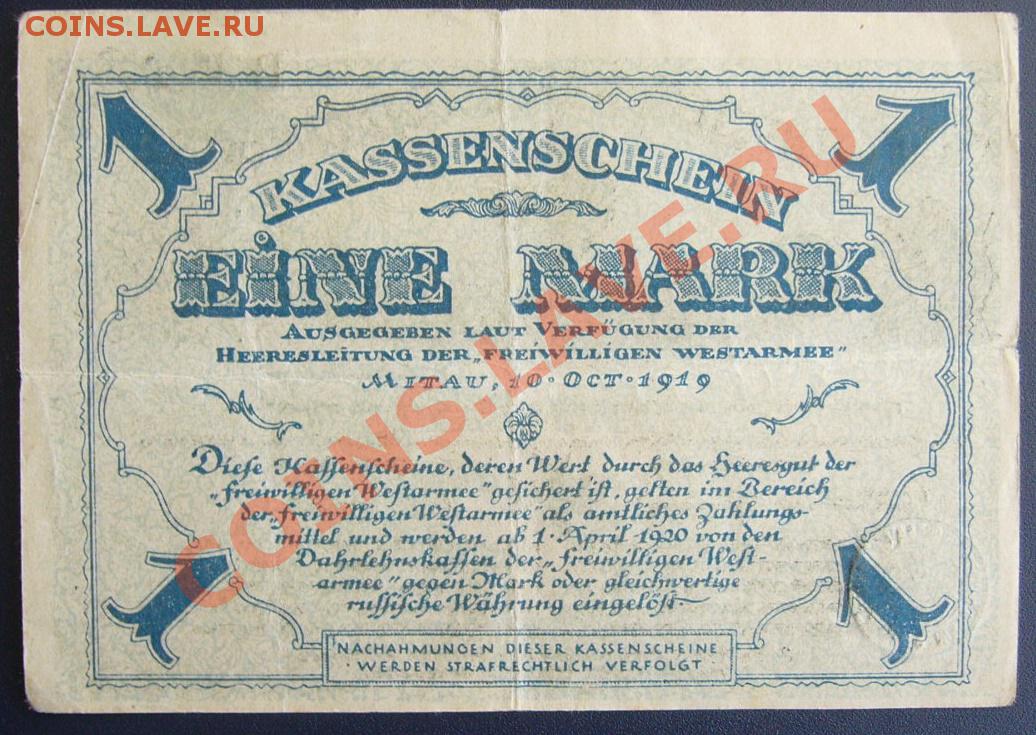 COINS.LAVE.RU
1 1
KASSENSCHEIN
EINE MARK
AUSGEGEBEN LAUT VERFÜGUNG DER
HEERESLEITUNG DER „FREIWILLIGEN WESTARMEE"
MITAU, 10 · OCT · 1919
Diese Kassenscheine, deren Wert durch das Heeresgut der
„freiwilligen Westarmee" gesichert ist, gelten im Bereich
der „freiwilligen Westarmee" als amtliches Zahlungs-
mittel und werden ab 1 · April 1920 von den
Dahrlehnskassen der „freiwilligen West-
armee" gegen Mark oder gleichwertige
russische Währung eingelöst
1 1
NACHAHMUNGEN DIESER KASSENSCHEINE
· WERDEN STRAFRECHTLICH VERFOLGT ·
COINS.LAVE.RU